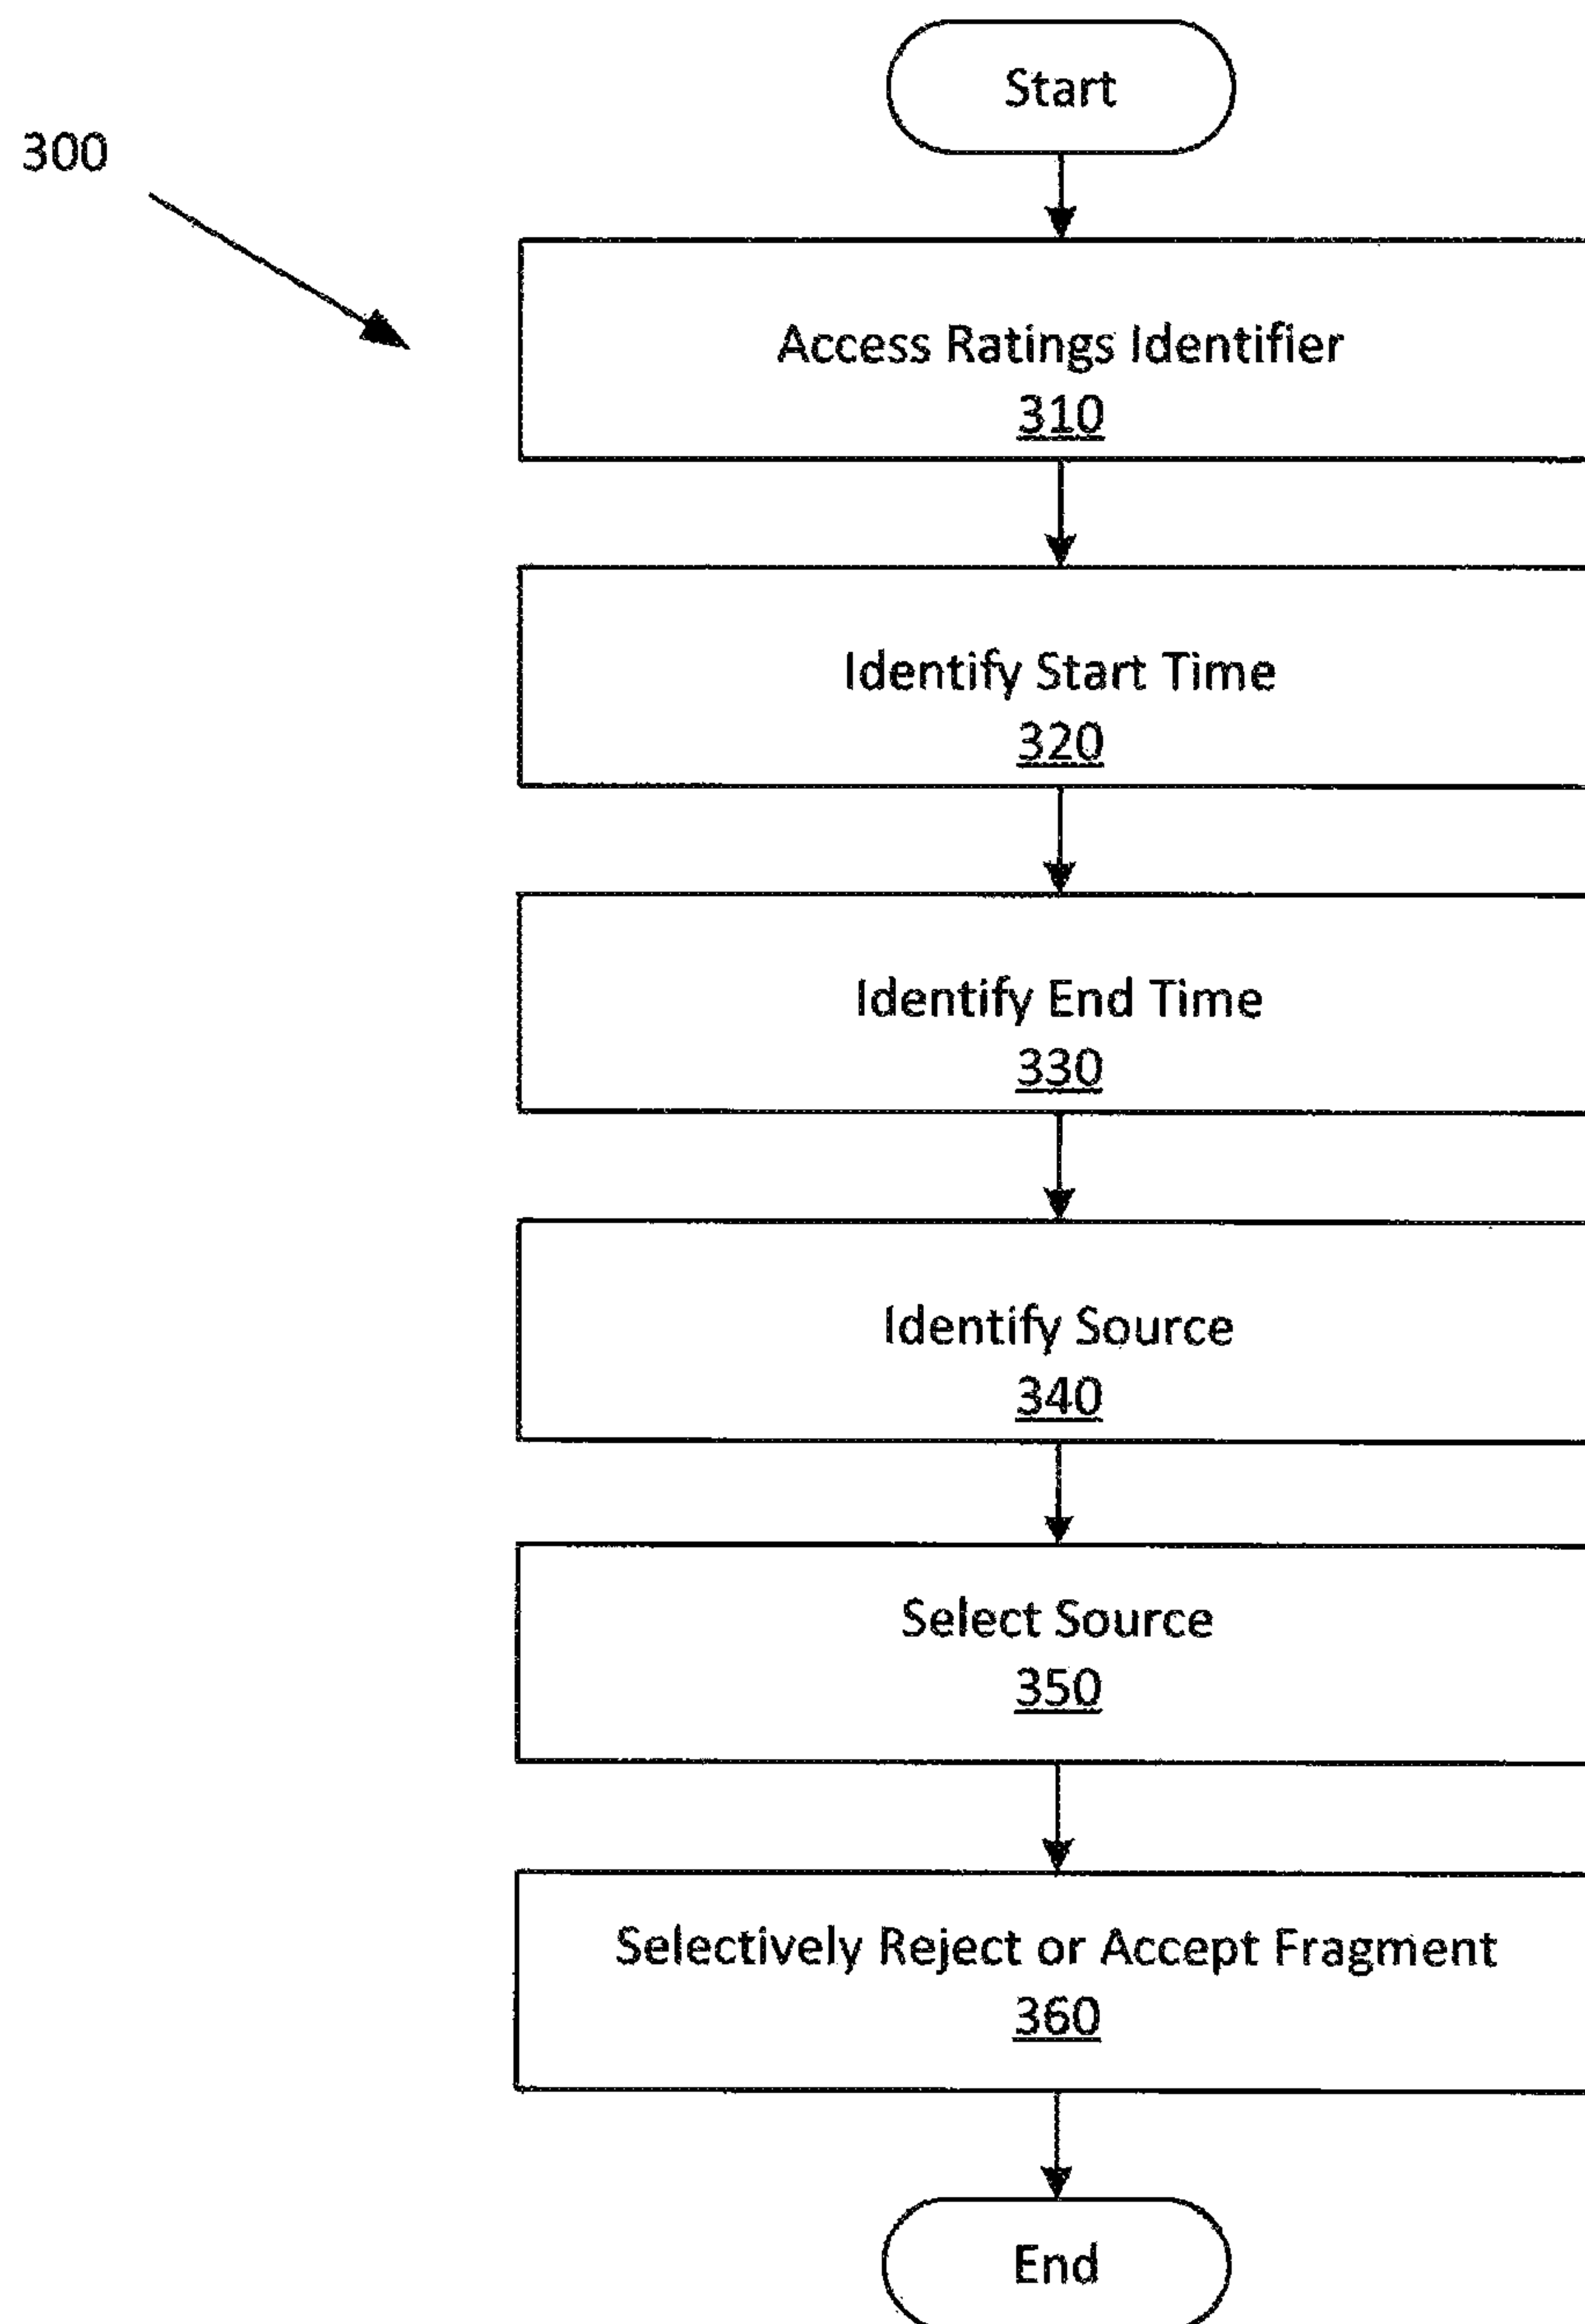 Start
300
Access Ratings Identifier
310
Identify Start Time
320
Identify End Time
330
Identify Source
340
Select Source
350
Selectively Reject or Accept Fragment
360
End